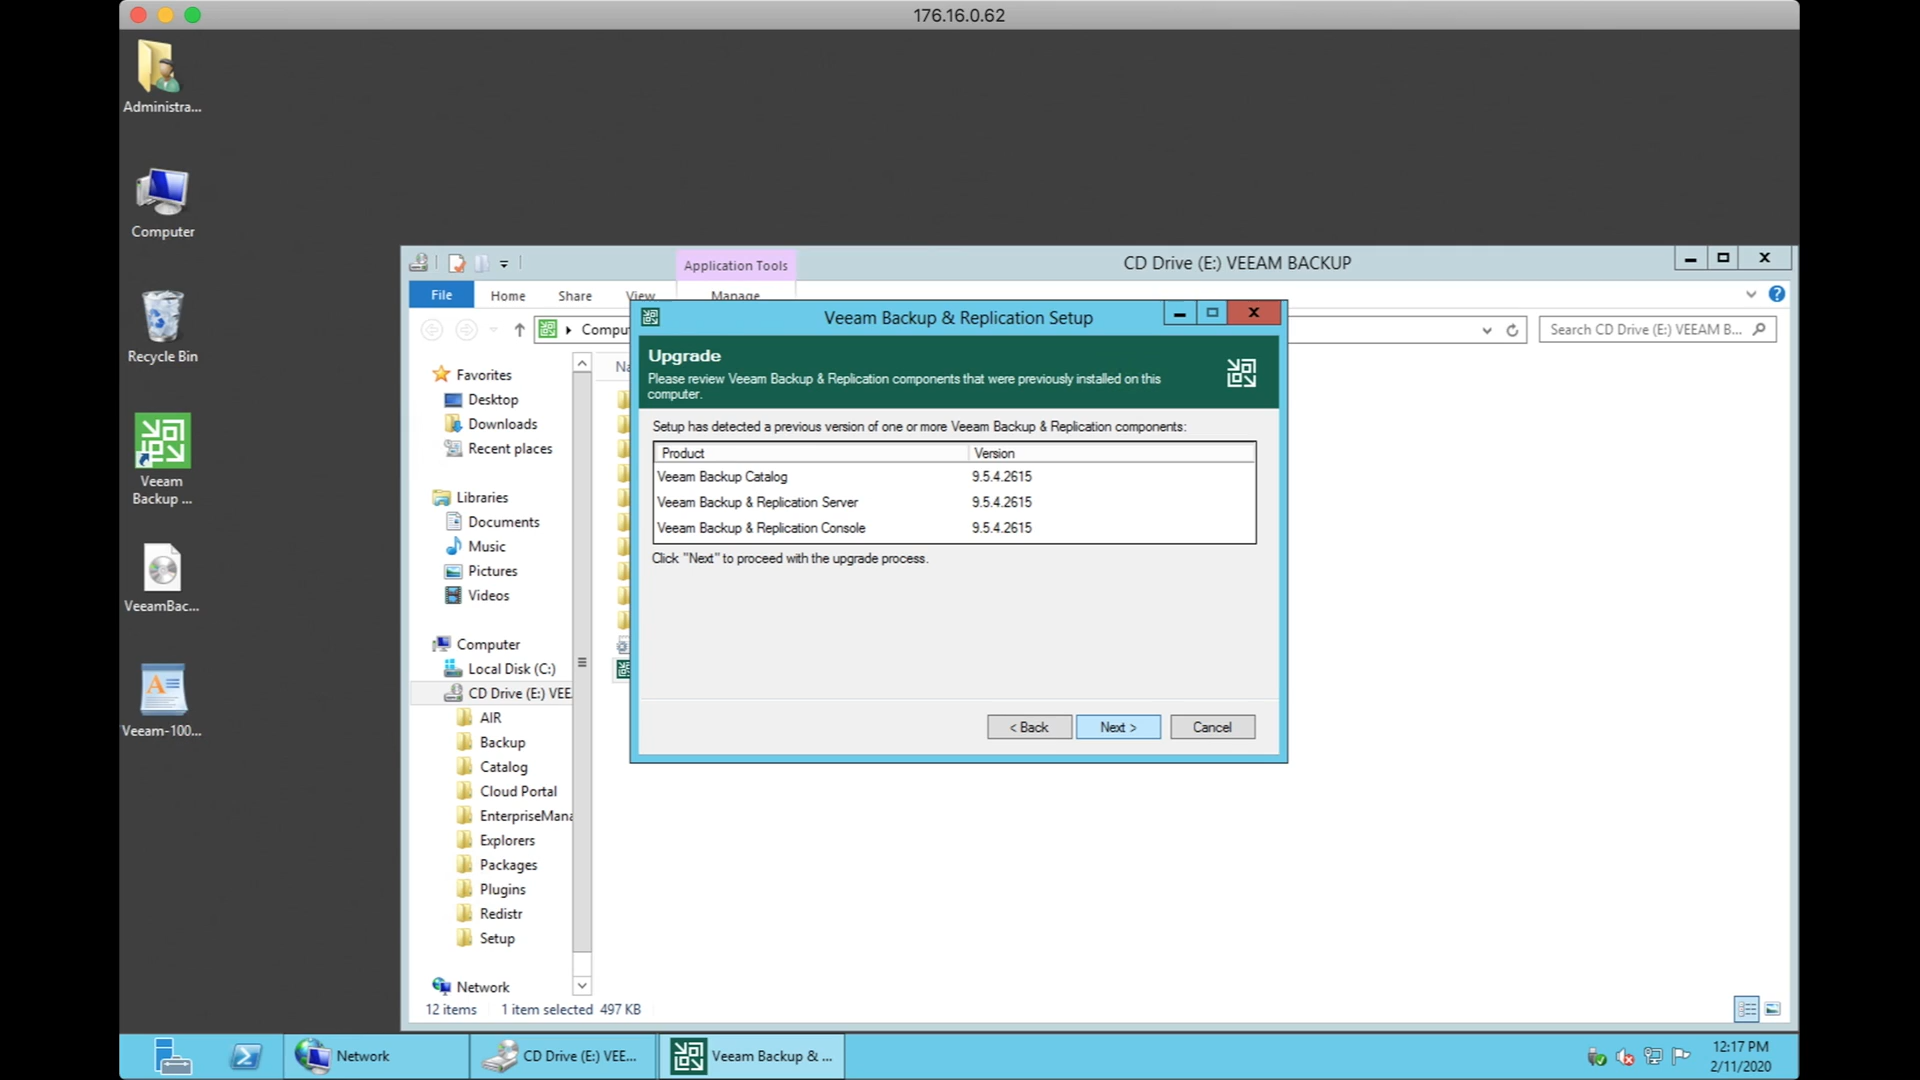 176.16.0.62
Administra...
Computer
Recycle Bin
Veeam
Backup ...
VeeamBac...
Veeam-100...
Application Tools
CD Drive (E:) VEEAM BACKUP
File
Home
Share
View
Manage
Search CD Drive (E:) VEEAM B...
Favorites
Desktop
Downloads
Recent places
Libraries
Documents
Music
Pictures
Videos
Computer
Local Disk (C:)
CD Drive (E:) VEE
AIR
Backup
Catalog
Cloud Portal
EnterpriseMana
Explorers
Packages
Plugins
Redistr
Setup
Network
12 items
1 item selected 497 KB
Veeam Backup & Replication Setup
Upgrade
Please review Veeam Backup & Replication components that were previously installed on this
computer.
Setup has detected a previous version of one or more Veeam Backup & Replication components:
Product Version
Veeam Backup Catalog 9.5.4.2615
Veeam Backup & Replication Server 9.5.4.2615
Veeam Backup & Replication Console 9.5.4.2615
Click "Next" to proceed with the upgrade process.
< Back
Next >
Cancel
Network
CD Drive (E:) VEE...
Veeam Backup & ...
12:17 PM
2/11/2020